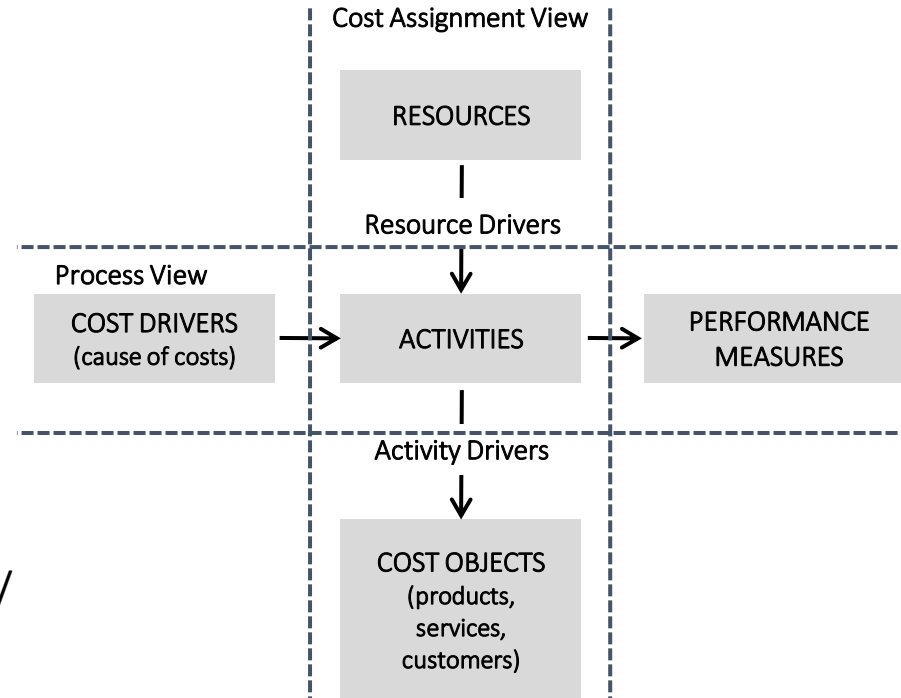 Cost Assignment View
RESOURCES
Resource Drivers
Process View
COST DRIVERS
(cause of costs)
ACTIVITIES
PERFORMANCE
MEASURES
Activity Drivers
COST OBJECTS
(products,
services,
customers)
/